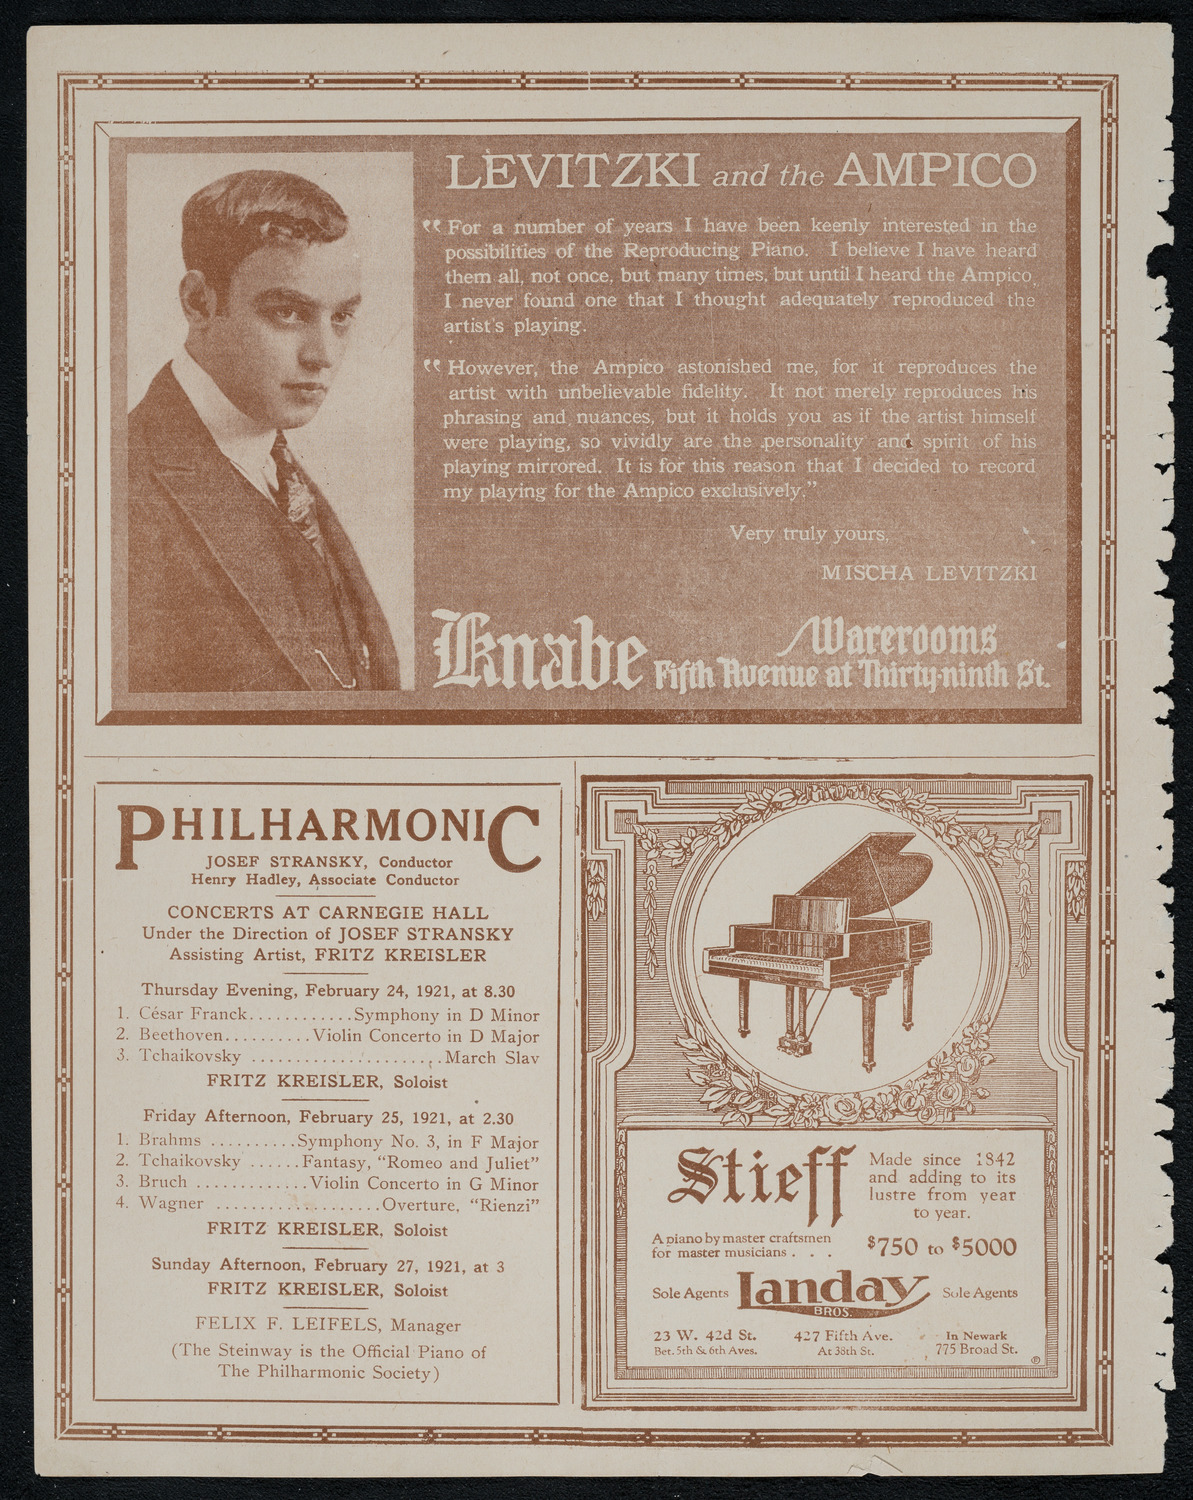 LEVITZKI and the AMPICO
“For a number of years I have been keenly interested in the
possibilities of the Reproducing Piano. I believe I have heard
them all, not once, but many times, but until I heard the Ampico,
I never found one that I thought adequately reproduced the
artist's playing.
“However, the Ampico astonished me, for it reproduces the
artist with unbelievable fidelity. It not merely reproduces his
phrasing and nuances, but it holds you as if the artist himself
were playing, so vividly are the personality and spirit of his
playing mirrored. It is for this reason that I decided to record
my playing for the Ampico exclusively.”
Very truly yours,
MISCHA LEVITZKI
Knabe Warerooms
Fifth Avenue at Thirty-ninth St.
PHILHARMONIC
JOSEF STRANSKY, Conductor
Henry Hadley, Associate Conductor
CONCERTS AT CARNEGIE HALL
Under the Direction of JOSEF STRANSKY
Assisting Artist, FRITZ KREISLER
Thursday Evening, February 24, 1921, at 8.30
1. César Franck............Symphony in D Minor
2. Beethoven..........Violin Concerto in D Major
3. Tchaikovsky ......................March Slav
FRITZ KREISLER, Soloist
Friday Afternoon, February 25, 1921, at 2.30
1. Brahms ..........Symphony No. 3, in F Major
2. Tchaikovsky ......Fantasy, “Romeo and Juliet”
3. Bruch .............Violin Concerto in G Minor
4. Wagner ...................Overture, “Rienzi”
FRITZ KREISLER, Soloist
Sunday Afternoon, February 27, 1921, at 3
FRITZ KREISLER, Soloist
FELIX F. LEIFELS, Manager
(The Steinway is the Official Piano of
The Philharmonic Society)
Stieff
Made since 1842
and adding to its
lustre from year
to year.
A piano by master craftsmen
for master musicians . . .
$750 to $5000
Sole Agents Landay Sole Agents
BROS.
23 W. 42d St. 427 Fifth Ave. In Newark
Bet. 5th & 6th Aves. At 38th St. 775 Broad St.
®